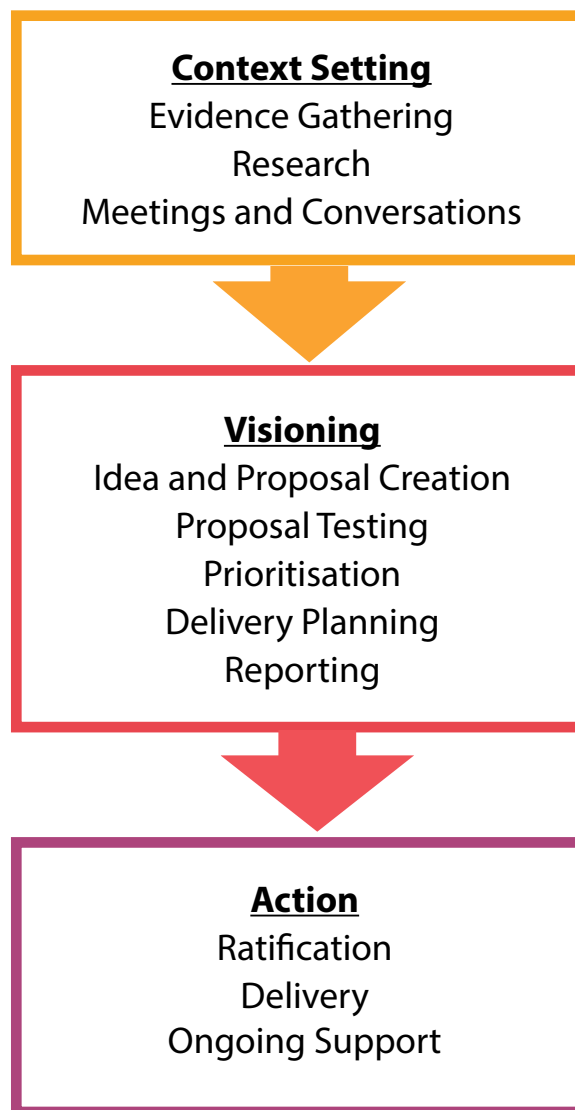 Context Setting
Evidence Gathering
Research
Meetings and Conversations
Visioning
Idea and Proposal Creation
Proposal Testing
Prioritisation
Delivery Planning
Reporting
Action
Ratification
Delivery
Ongoing Support